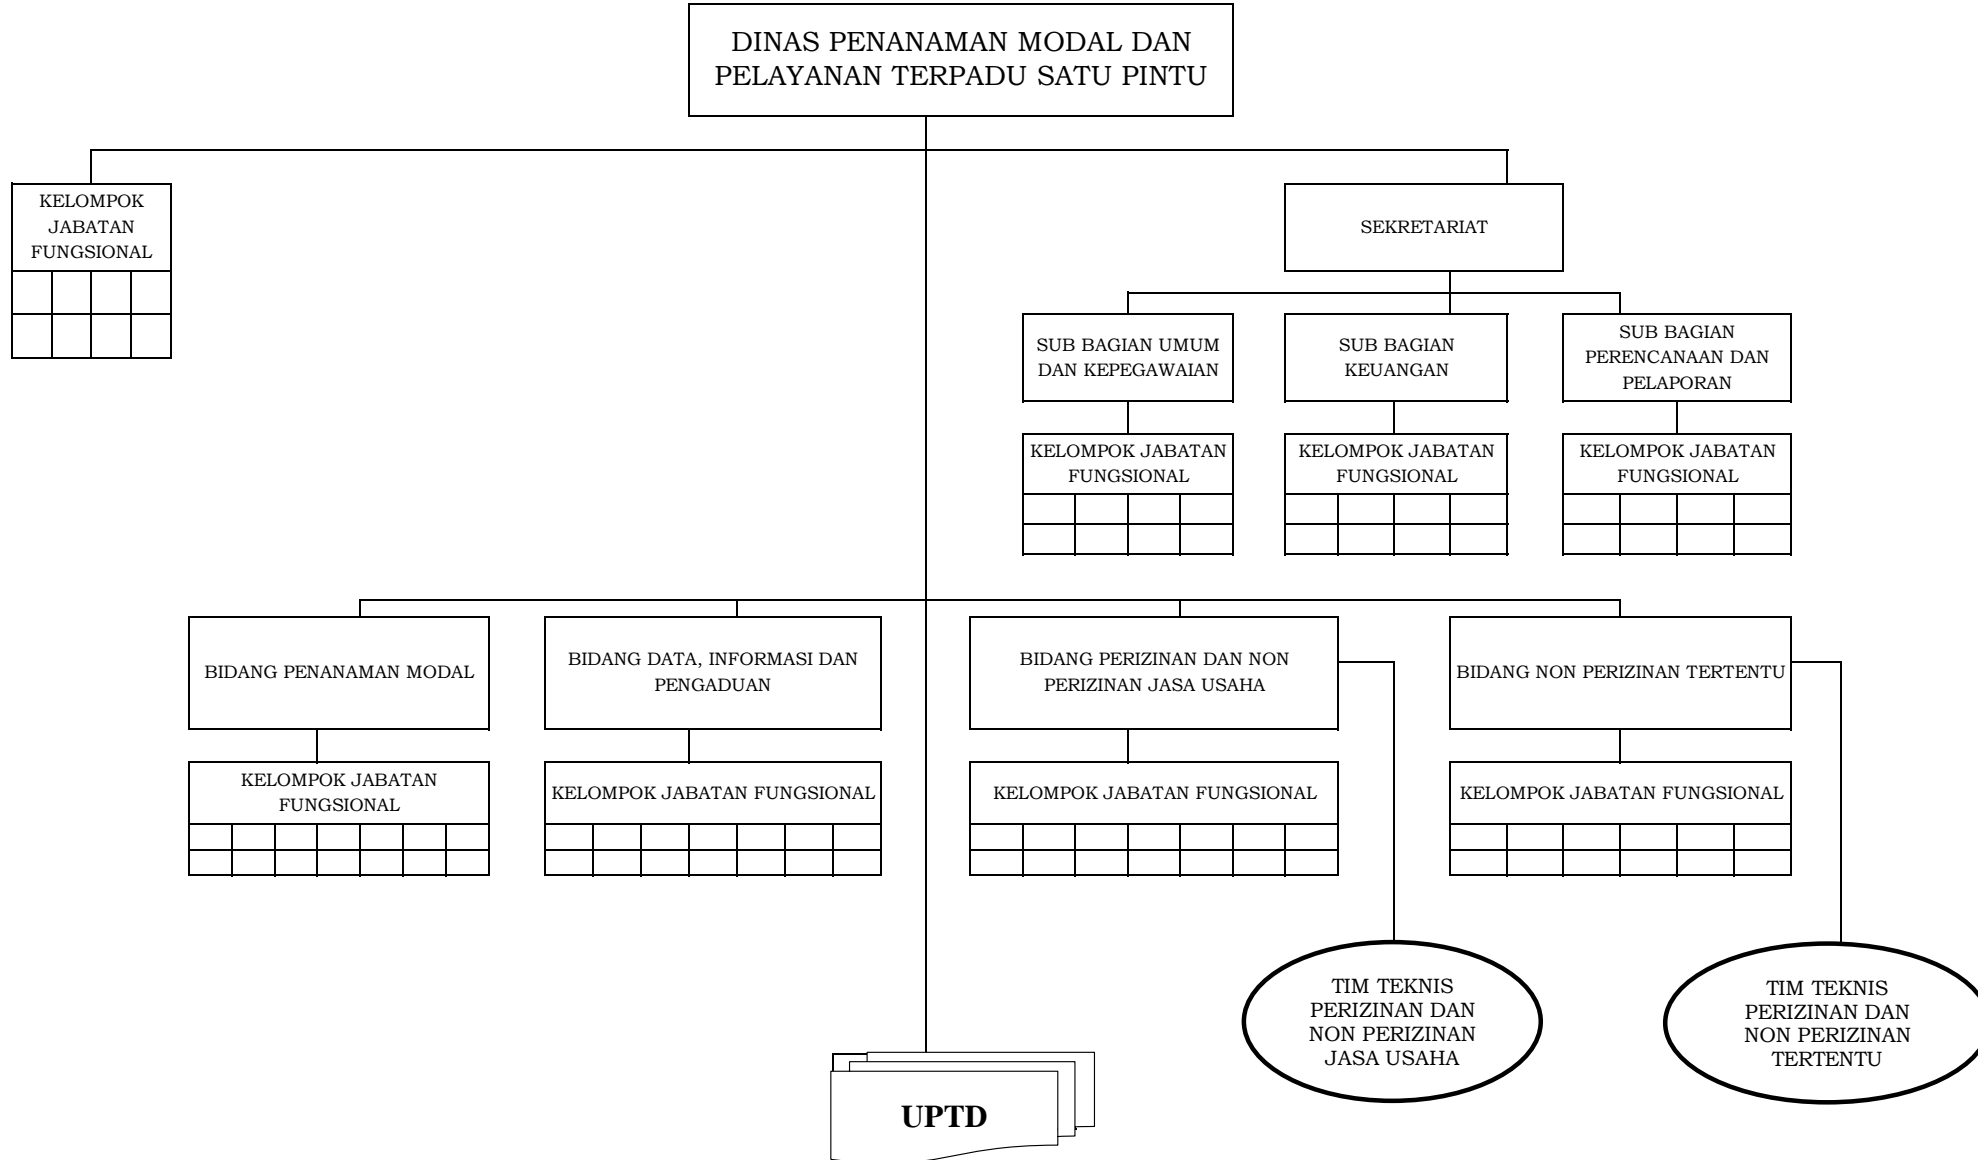 DINAS PENANAMAN MODAL DAN
PELAYANAN TERPADU SATU PINTU
KELOMPOK
JABATAN
FUNGSIONAL
SEKRETARIAT
SUB BAGIAN UMUM
DAN KEPEGAWAIAN
SUB BAGIAN
KEUANGAN
SUB BAGIAN
PERENCANAAN DAN
PELAPORAN
KELOMPOK JABATAN
FUNGSIONAL
KELOMPOK JABATAN
FUNGSIONAL
KELOMPOK JABATAN
FUNGSIONAL
BIDANG PENANAMAN MODAL
BIDANG DATA, INFORMASI DAN
PENGADUAN
BIDANG PERIZINAN DAN NON
PERIZINAN JASA USAHA
BIDANG NON PERIZINAN TERTENTU
KELOMPOK JABATAN
FUNGSIONAL
KELOMPOK JABATAN FUNGSIONAL
KELOMPOK JABATAN FUNGSIONAL
KELOMPOK JABATAN FUNGSIONAL
TIM TEKNIS
PERIZINAN DAN
NON PERIZINAN
JASA USAHA
TIM TEKNIS
PERIZINAN DAN
NON PERIZINAN
TERTENTU
UPTD